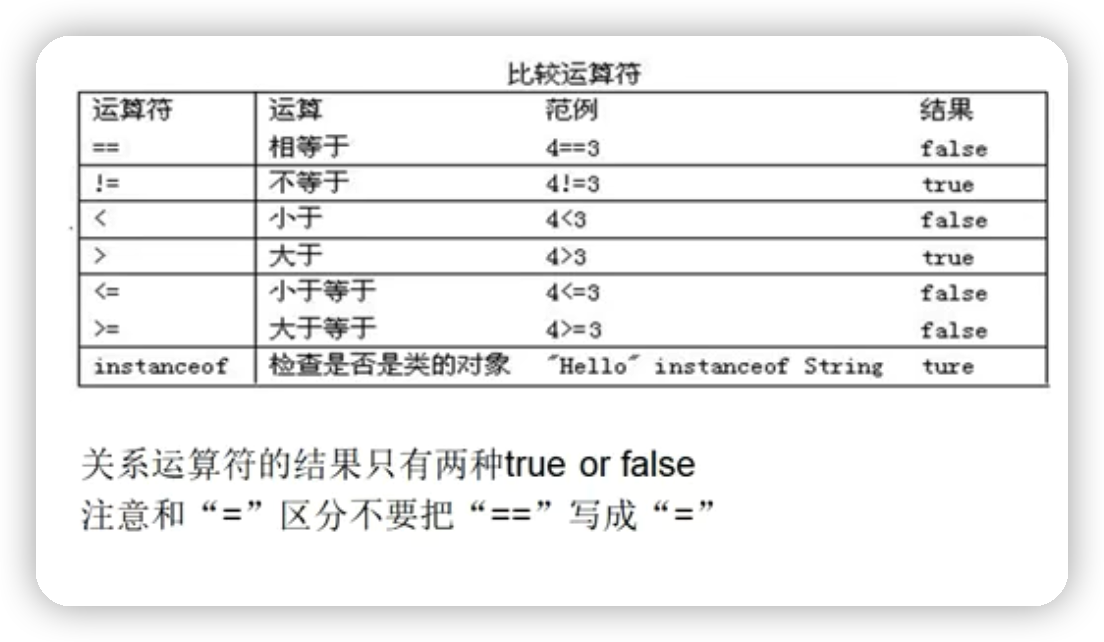 比较运算符
运算符 运算 范例 结果
== 相等于 4==3 false
!= 不等于 4!=3 true
< 小于 4<3 false
> 大于 4>3 true
<= 小于等于 4<=3 false
>= 大于等于 4>=3 false
instanceof 检查是否是类的对象 "Hello" instanceof String ture
关系运算符的结果只有两种true or false
注意和“=”区分不要把“==”写成“=”